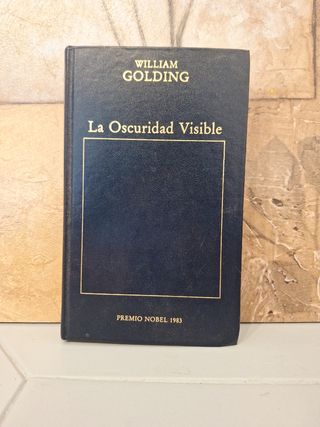 WILLIAM
GOLDING
La Oscuridad Visible
PREMIO NOBEL 1983